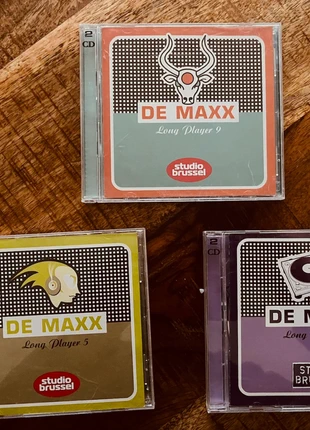 2
CD
DE MAXX
Long Player 9
studio
brussel
DE MAXX
Long Player 5
studio
brussel
2
CD
DE M
Long
ST
BRU